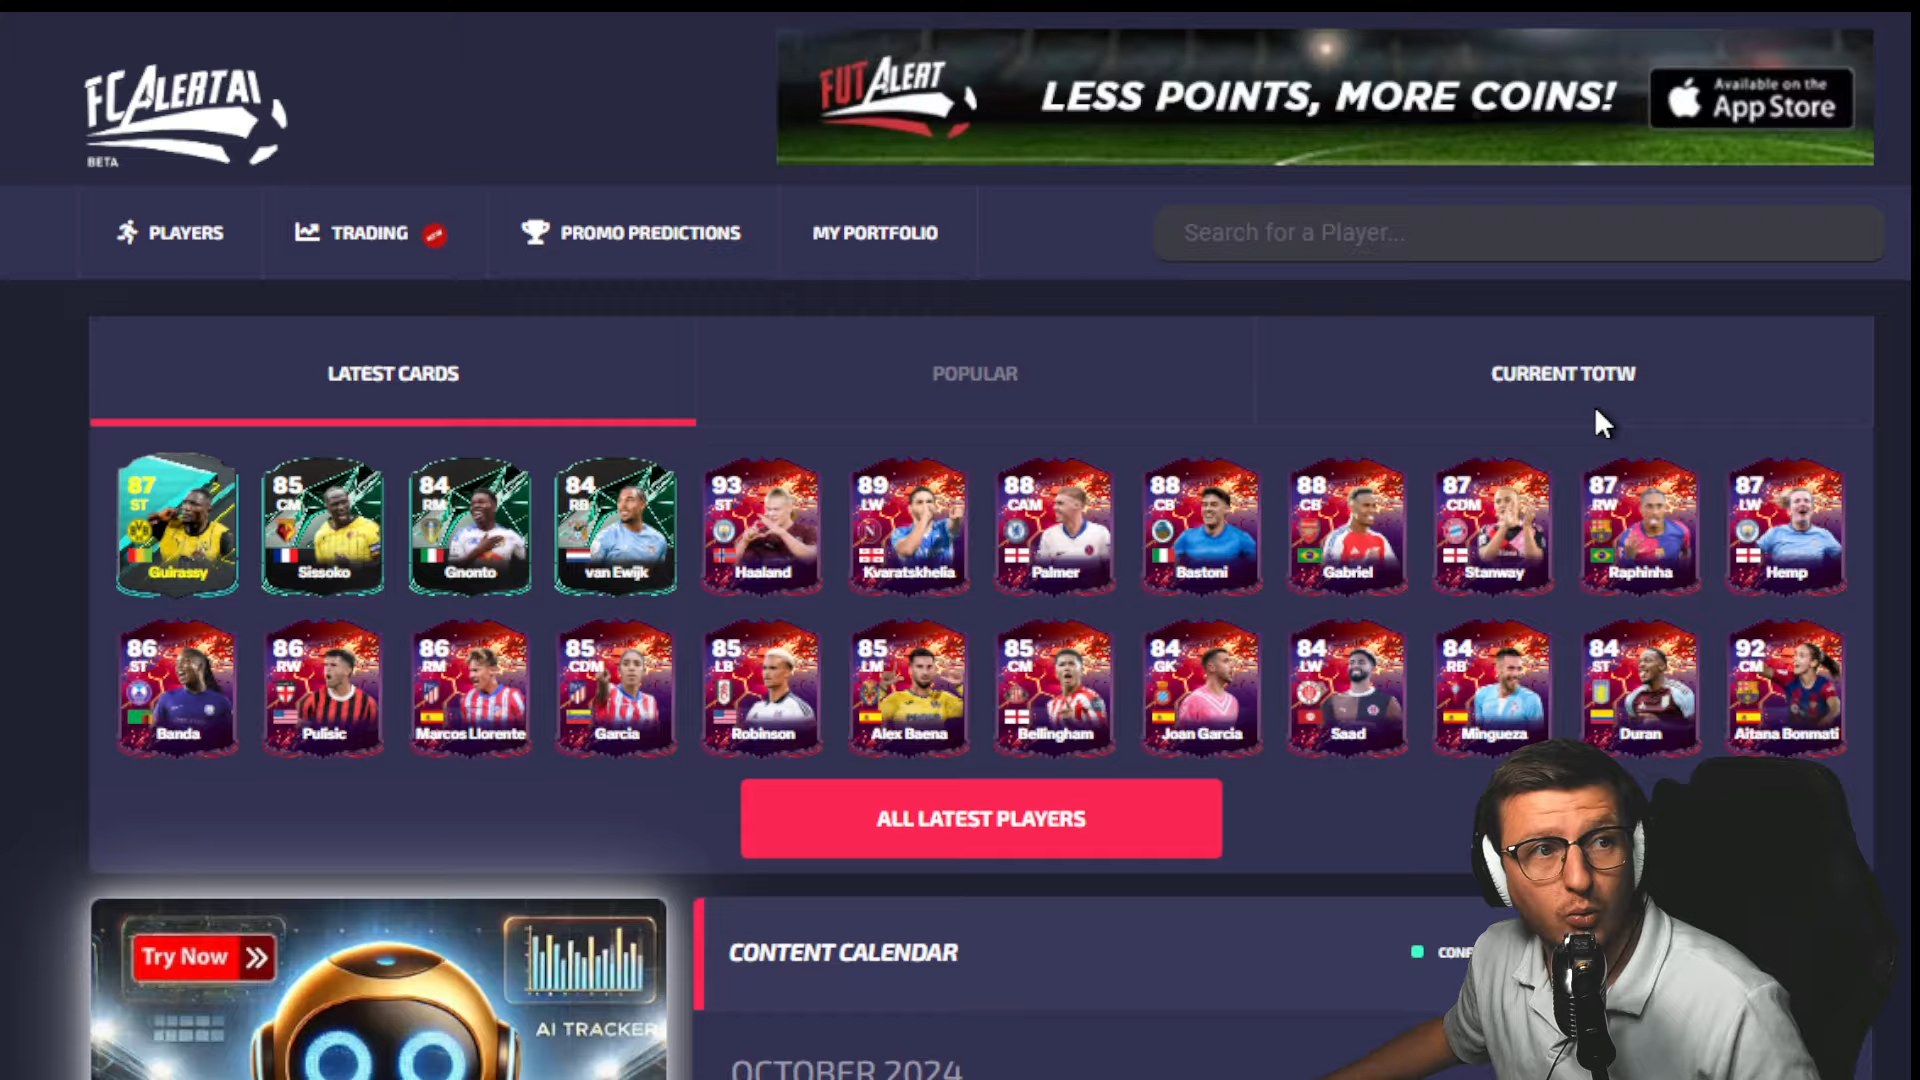 FC ALERTAI
BETA
FUT ALERT
LESS POINTS, MORE COINS!
Available on the
App Store
PLAYERS
TRADING
NEW
PROMO PREDICTIONS
MY PORTFOLIO
Search for a Player...
LATEST CARDS
POPULAR
CURRENT TOTW
87 ST Guirassy
85 CM Sissoko
84 RM Gnonto
84 RB van Ewijk
93 ST Haaland
89 LW Kvaratskhelia
88 CAM Palmer
88 CB Bastoni
88 CB Gabriel
87 CDM Stanway
87 RW Raphinha
87 LW Hemp
86 ST Banda
86 RW Pulisic
86 RM Marcos Llorente
85 CDM Garcia
85 LB Robinson
85 LM Alex Baena
85 CM Bellingham
84 GK Joan Garcia
84 LW Saad
84 RB Mingueza
84 ST Duran
92 CM Aitana Bonmati
ALL LATEST PLAYERS
Try Now
AI TRACKER
CONTENT CALENDAR
CONF
OCTOBER 2024